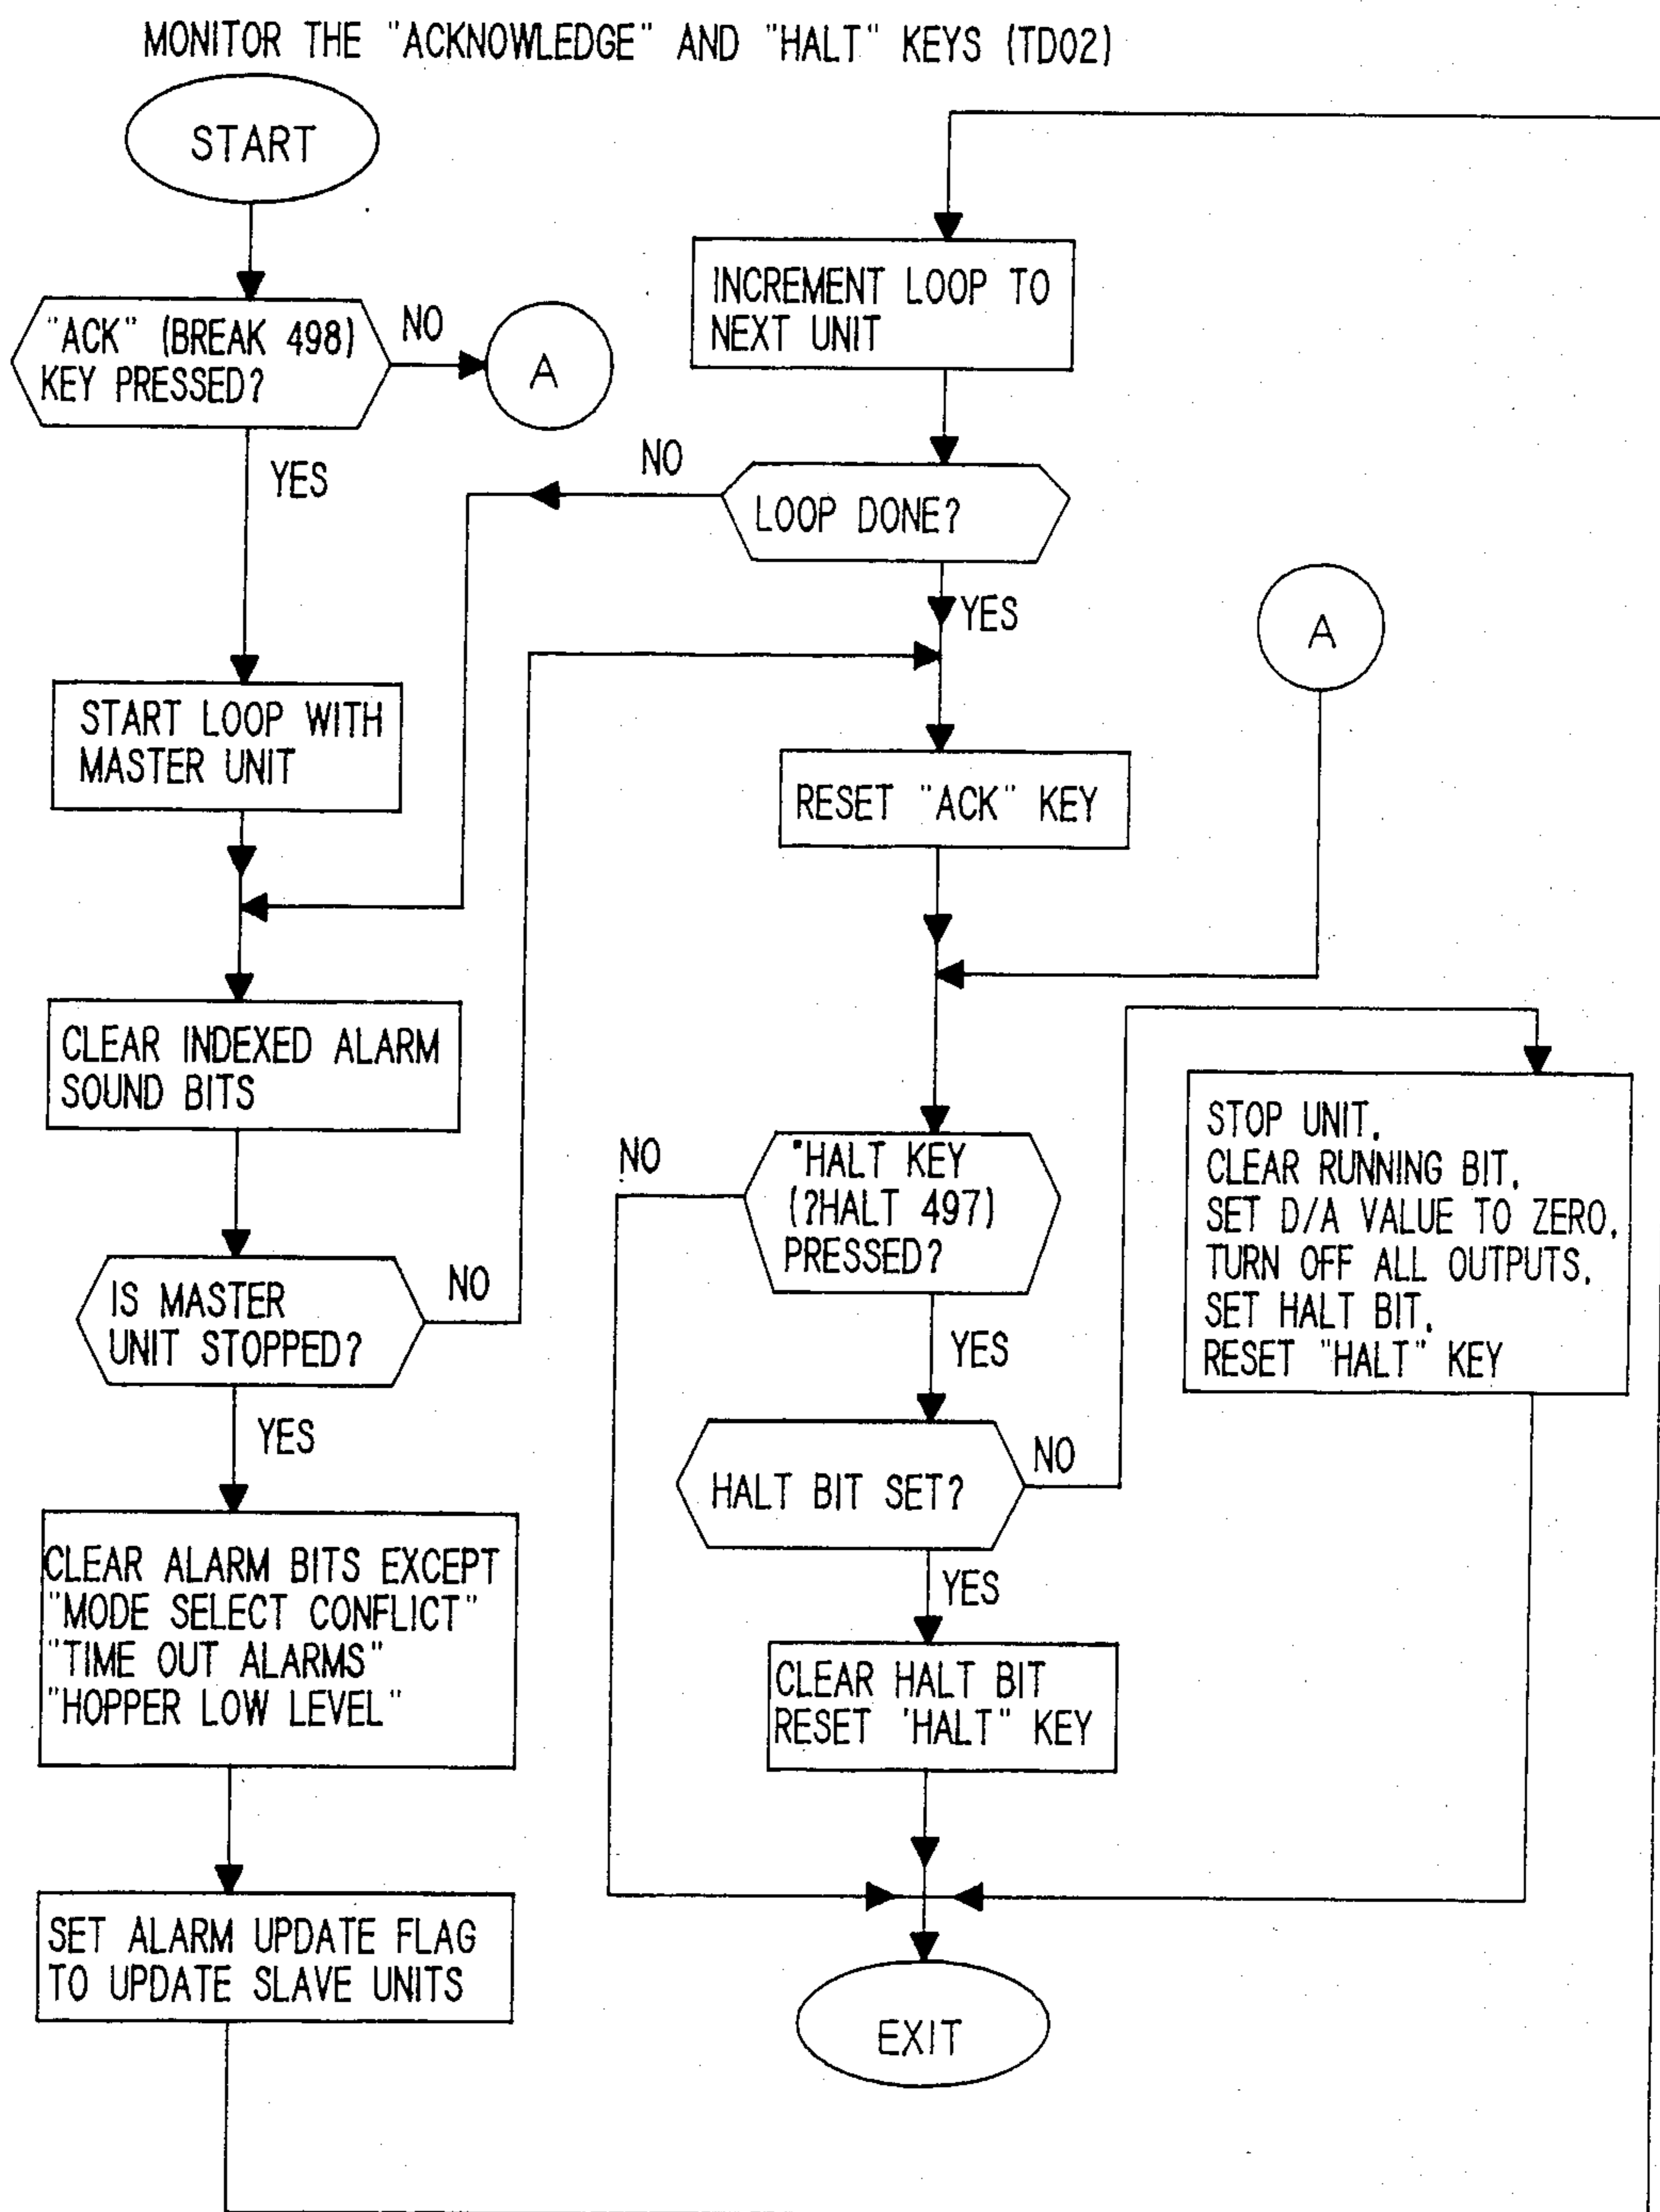 MONITOR THE "ACKNOWLEDGE" AND "HALT" KEYS (TD02)
START
"ACK" (BREAK 498)
KEY PRESSED?
NO
A
YES
START LOOP WITH
MASTER UNIT
CLEAR INDEXED ALARM
SOUND BITS
IS MASTER
UNIT STOPPED?
NO
YES
CLEAR ALARM BITS EXCEPT
"MODE SELECT CONFLICT"
"TIME OUT ALARMS"
"HOPPER LOW LEVEL"
SET ALARM UPDATE FLAG
TO UPDATE SLAVE UNITS
INCREMENT LOOP TO
NEXT UNIT
LOOP DONE?
NO
YES
RESET "ACK" KEY
A
"HALT KEY
(?HALT 497)
PRESSED?
NO
YES
HALT BIT SET?
NO
YES
CLEAR HALT BIT
RESET 'HALT" KEY
STOP UNIT,
CLEAR RUNNING BIT,
SET D/A VALUE TO ZERO,
TURN OFF ALL OUTPUTS,
SET HALT BIT,
RESET "HALT" KEY
EXIT